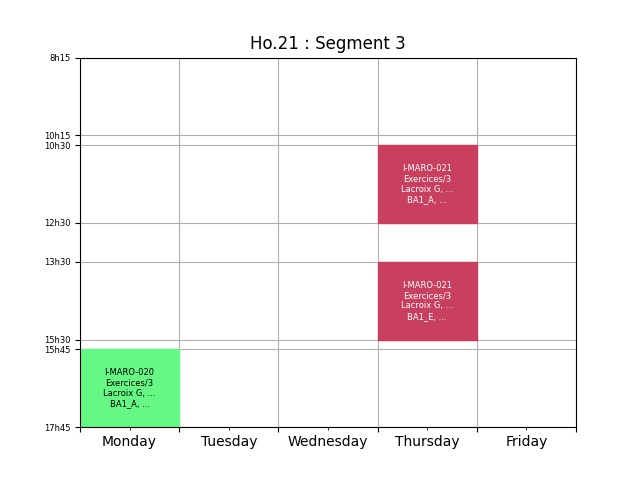 Ho.21 : Segment 3
8h15
10h15
10h30
I-MARO-021
Exercices/3
Lacroix G, ...
BA1_A, ...
12h30
13h30
I-MARO-021
Exercices/3
Lacroix G, ...
BA1_E, ...
15h30
15h45
I-MARO-020
Exercices/3
Lacroix G, ...
BA1_A, ...
17h45
Monday Tuesday Wednesday Thursday Friday